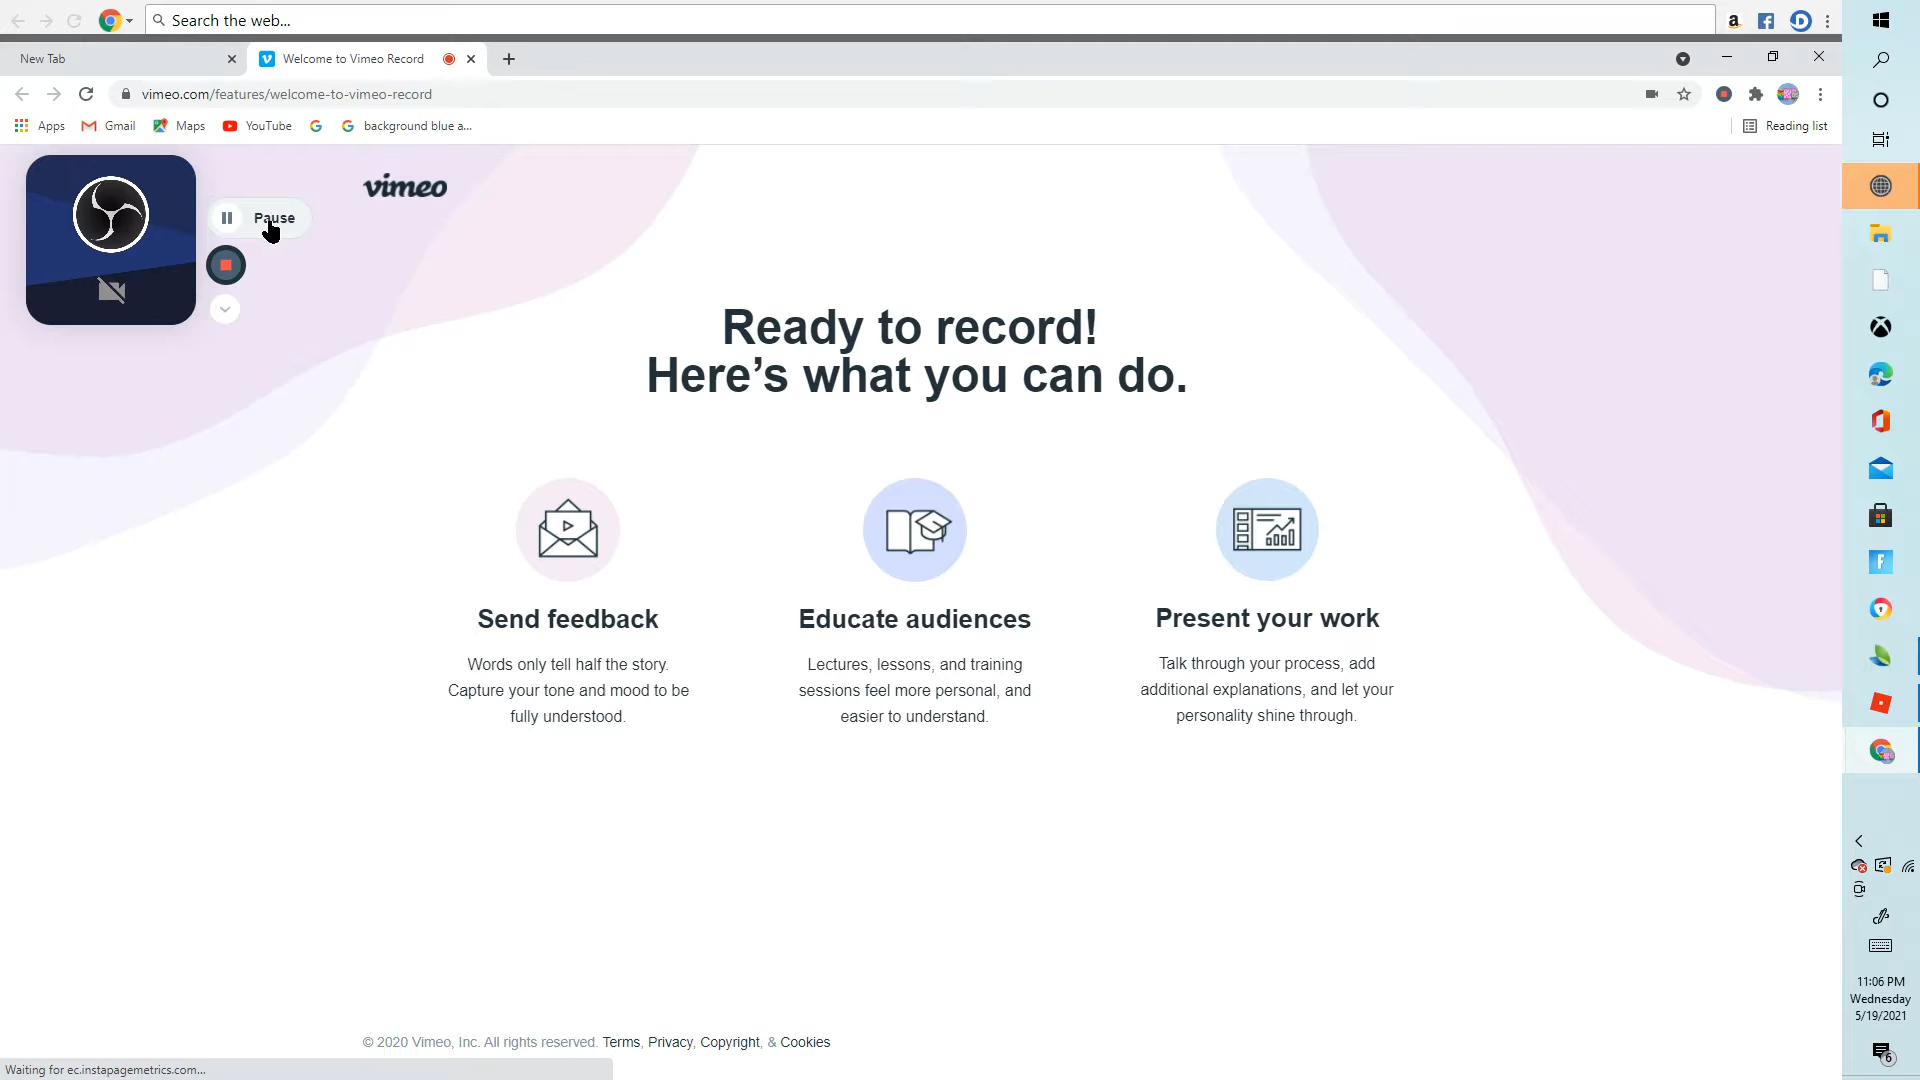 Search the web...
a
D
New Tab
Welcome to Vimeo Record
vimeo.com/features/welcome-to-vimeo-record
Apps
Gmail
Maps
YouTube
background blue a...
Reading list
vimeo
Pause
Ready to record!
Here’s what you can do.
Send feedback
Words only tell half the story.
Capture your tone and mood to be
fully understood.
Educate audiences
Lectures, lessons, and training
sessions feel more personal, and
easier to understand.
Present your work
Talk through your process, add
additional explanations, and let your
personality shine through.
© 2020 Vimeo, Inc. All rights reserved. Terms, Privacy, Copyright, & Cookies
Waiting for ec.instapagemetrics.com...
F
11:06 PM
Wednesday
5/19/2021
6